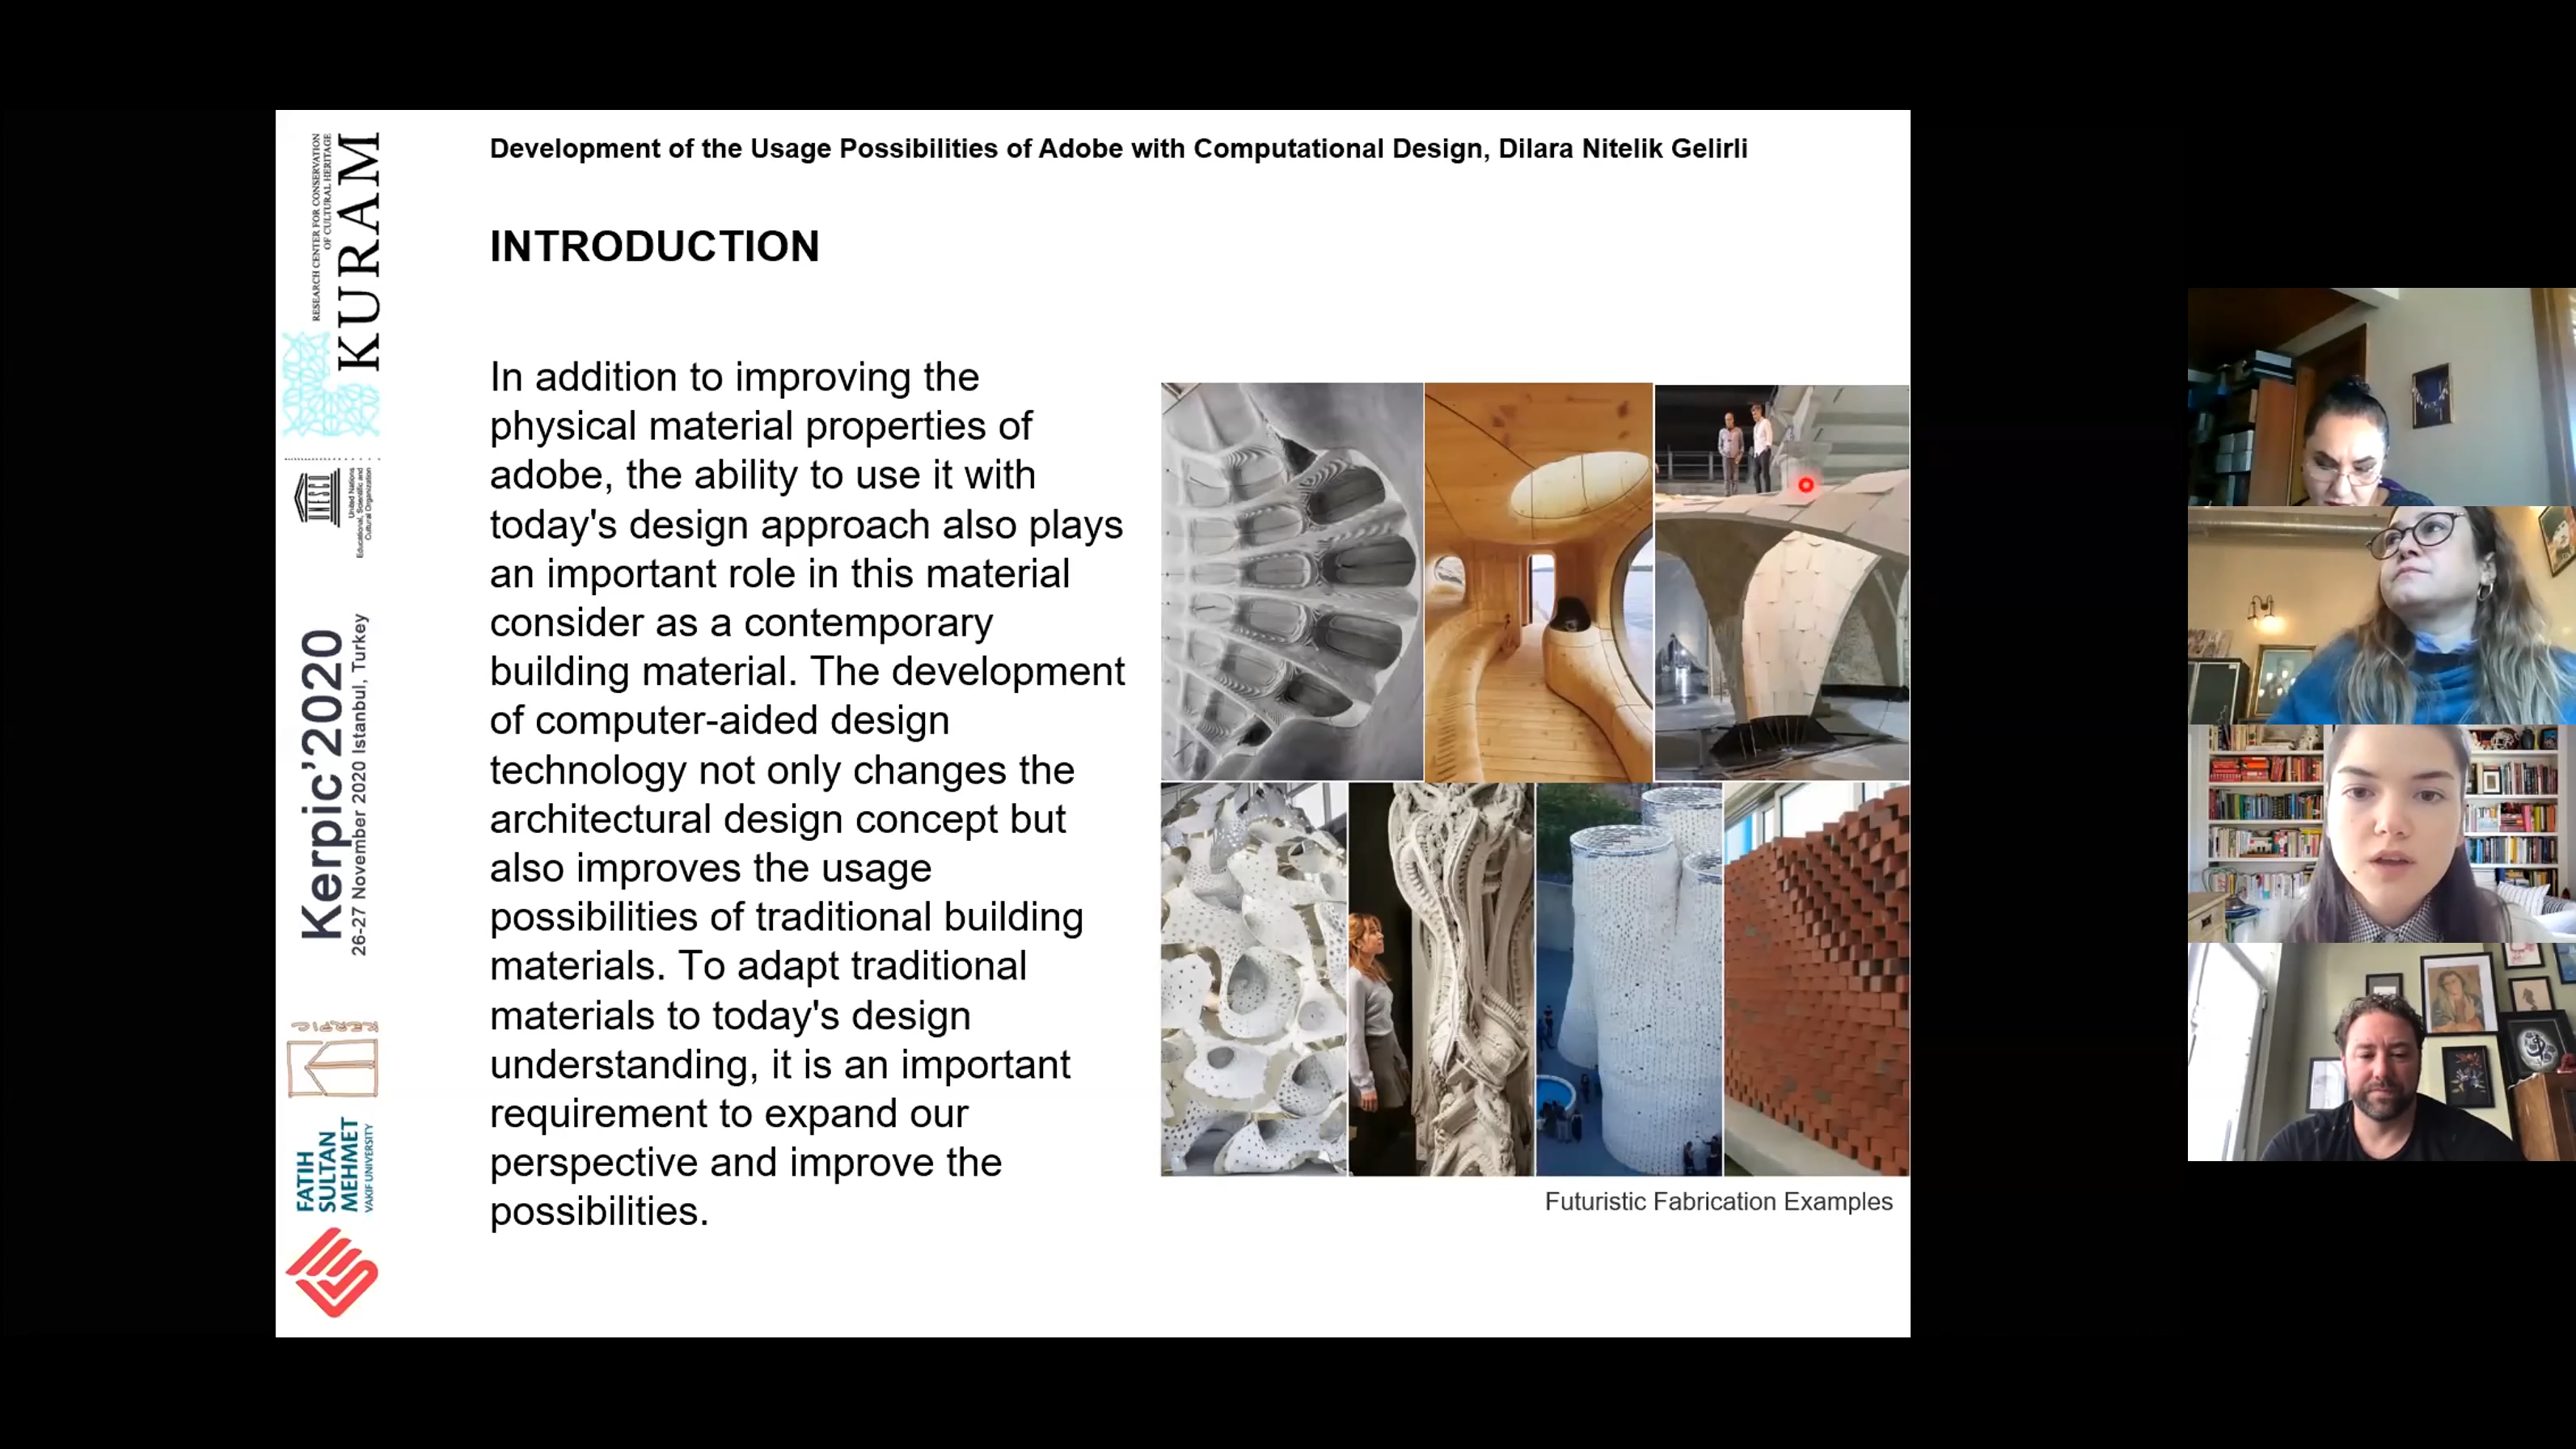 Development of the Usage Possibilities of Adobe with Computational Design, Dilara Nitelik Gelirli
INTRODUCTION
In addition to improving the
physical material properties of
adobe, the ability to use it with
today's design approach also plays
an important role in this material
consider as a contemporary
building material. The development
of computer-aided design
technology not only changes the
architectural design concept but
also improves the usage
possibilities of traditional building
materials. To adapt traditional
materials to today's design
understanding, it is an important
requirement to expand our
perspective and improve the
possibilities.
Futuristic Fabrication Examples
RESEARCH CENTER FOR CONSERVATION
OF CULTURAL HERITAGE
KURAM
UNESCO
United Nations
Educational, Scientific and
Cultural Organization
Kerpic'2020
26-27 November 2020 Istanbul, Turkey
KERPIC
FATIH
SULTAN
MEHMET
VAKIF UNIVERSITY